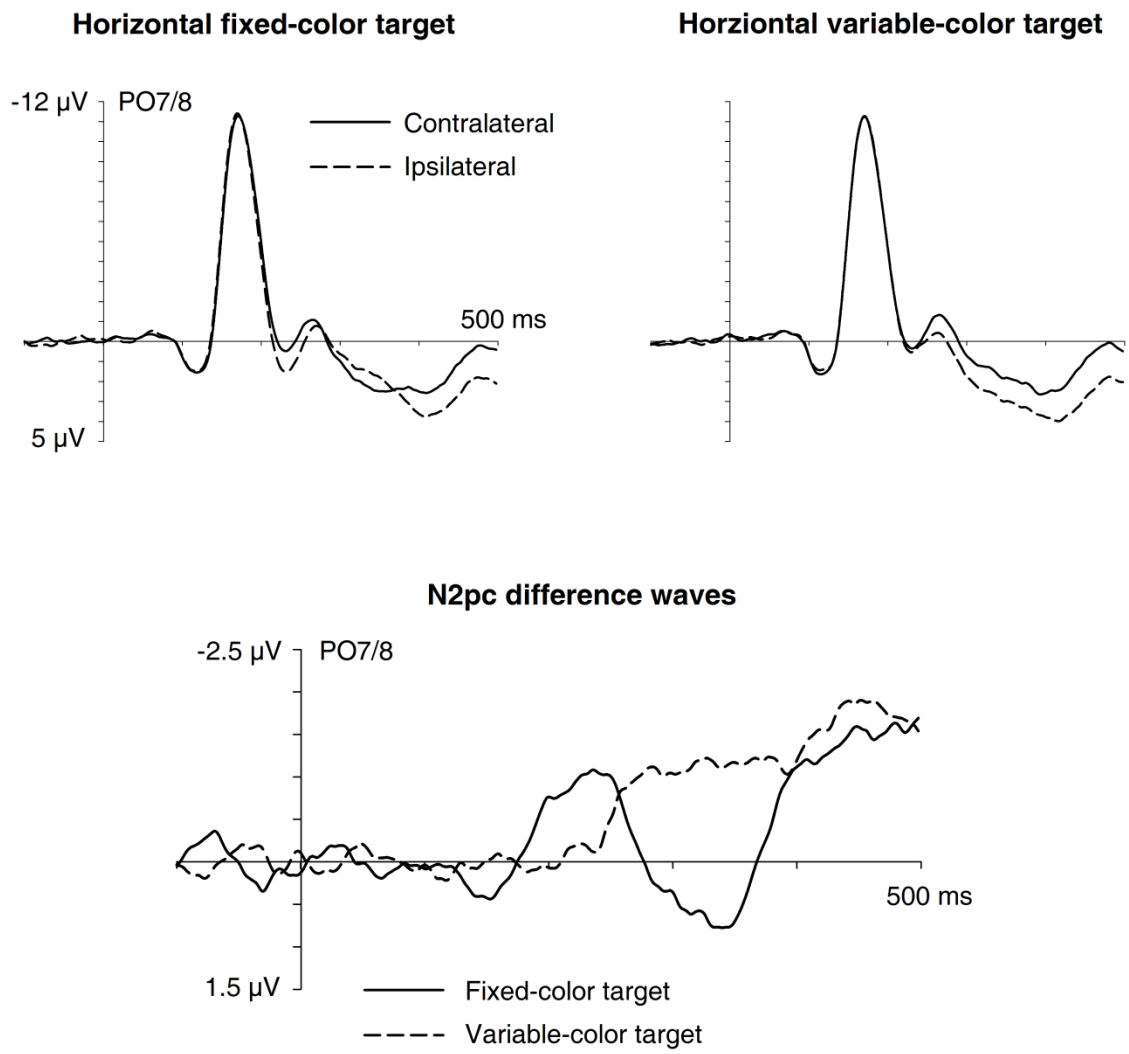 Horizontal fixed-color target
Horziontal variable-color target
-12 µV
PO7/8
Contralateral
Ipsilateral
500 ms
5 µV
N2pc difference waves
-2.5 µV
PO7/8
500 ms
1.5 µV
Fixed-color target
Variable-color target